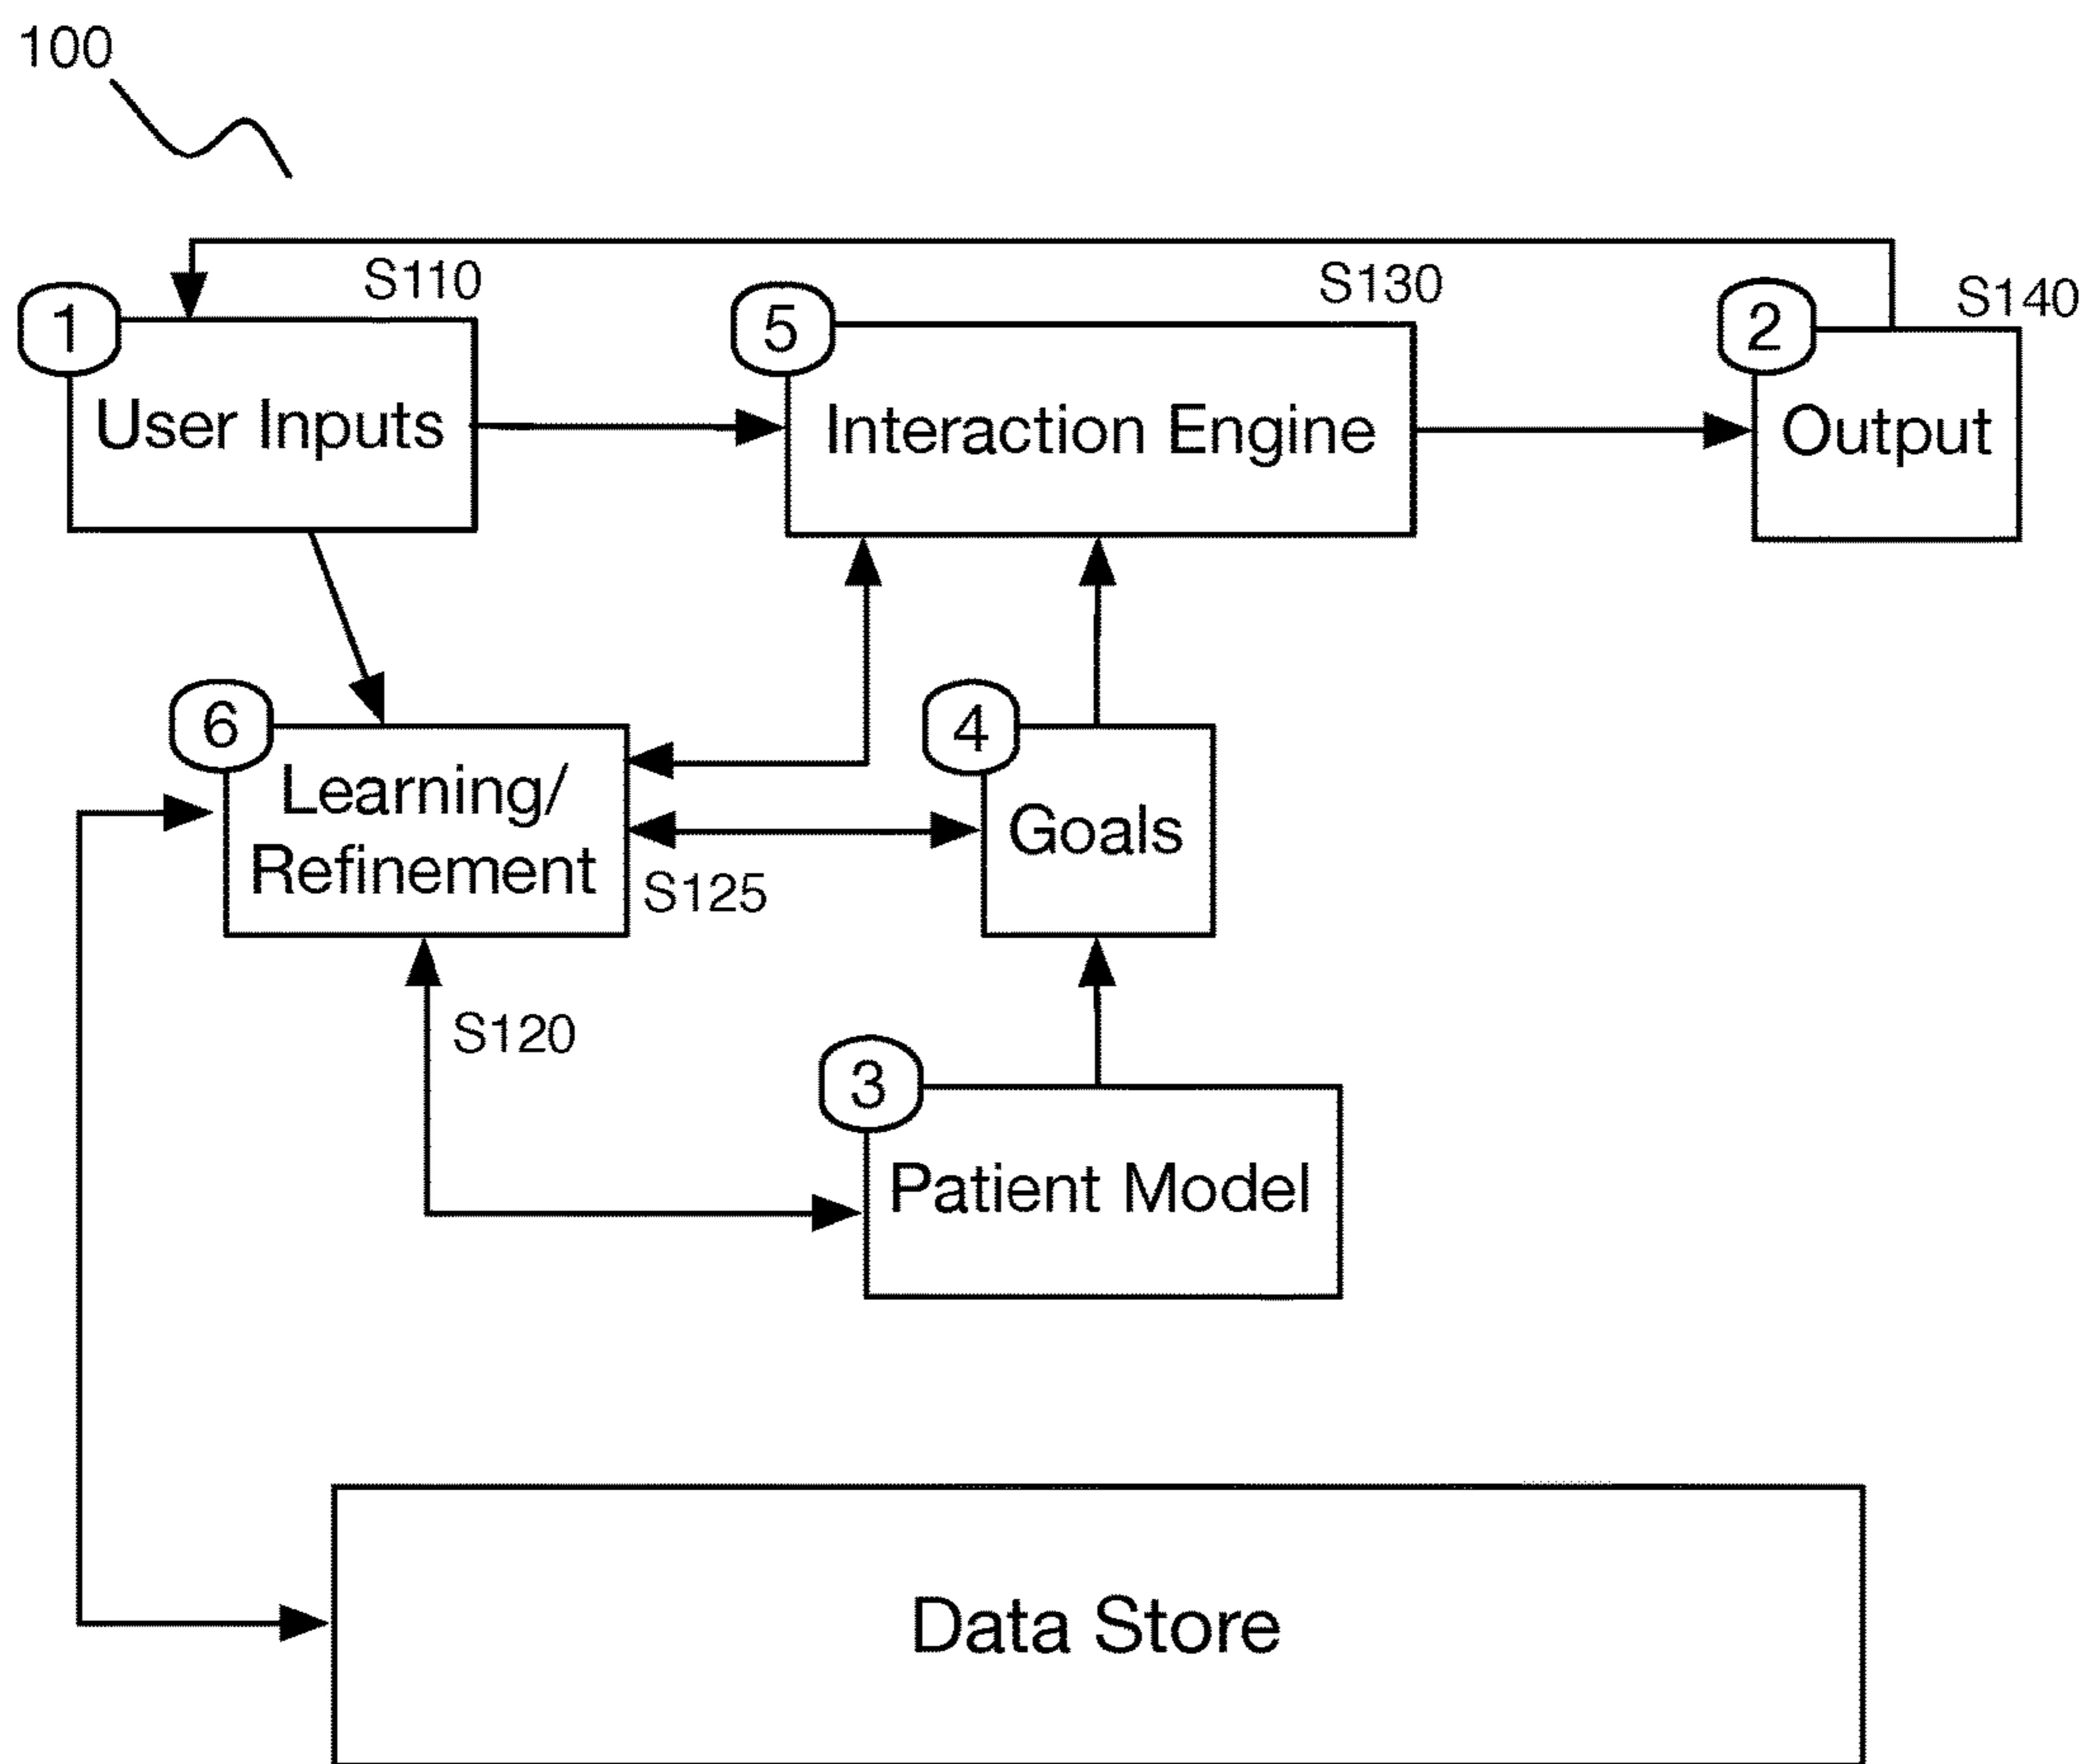 100
S110
S130
S140
1
5
2
User Inputs
Interaction Engine
Output
6
4
Learning/
Refinement
Goals
S125
S120
3
Patient Model
Data Store